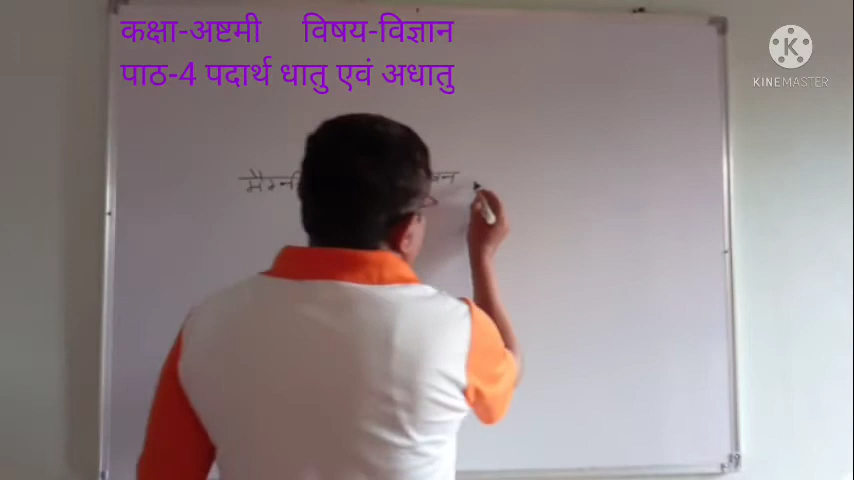 कक्षा-अष्टमी विषय-विज्ञान
पाठ-4 पदार्थ धातु एवं अधातु
K
KINEMASTER